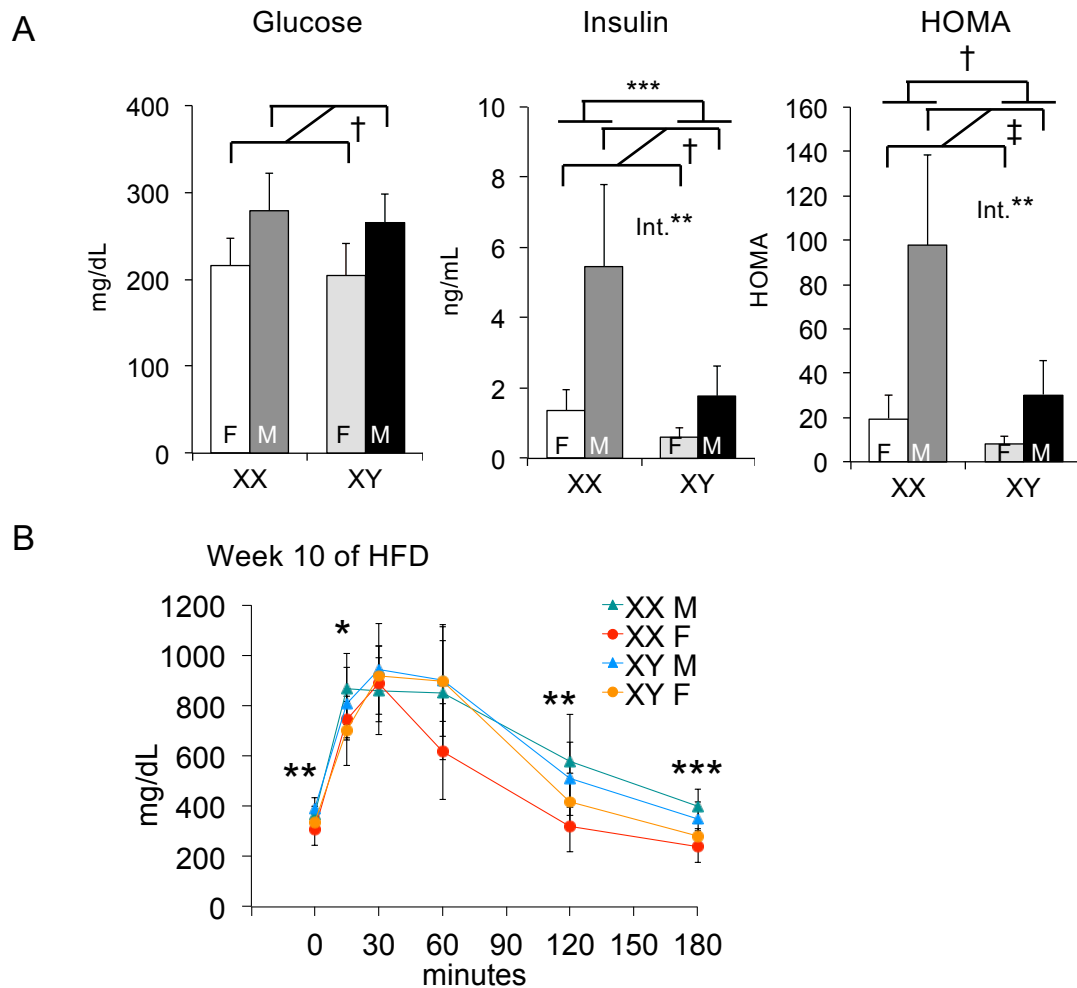 A
Glucose
Insulin
HOMA
mg/dL
400
300
200
100
0
†
F
M
F
M
XX
XY
ng/mL
10
8
6
4
2
0
***
†
Int.**
F
M
F
M
XX
XY
HOMA
160
140
120
100
80
60
40
20
0
†
‡
Int.**
F
M
F
M
XX
XY
B
Week 10 of HFD
mg/dL
1200
1000
800
600
400
200
0
**
*
**
***
XX M
XX F
XY M
XY F
0 30 60 90 120 150 180
minutes